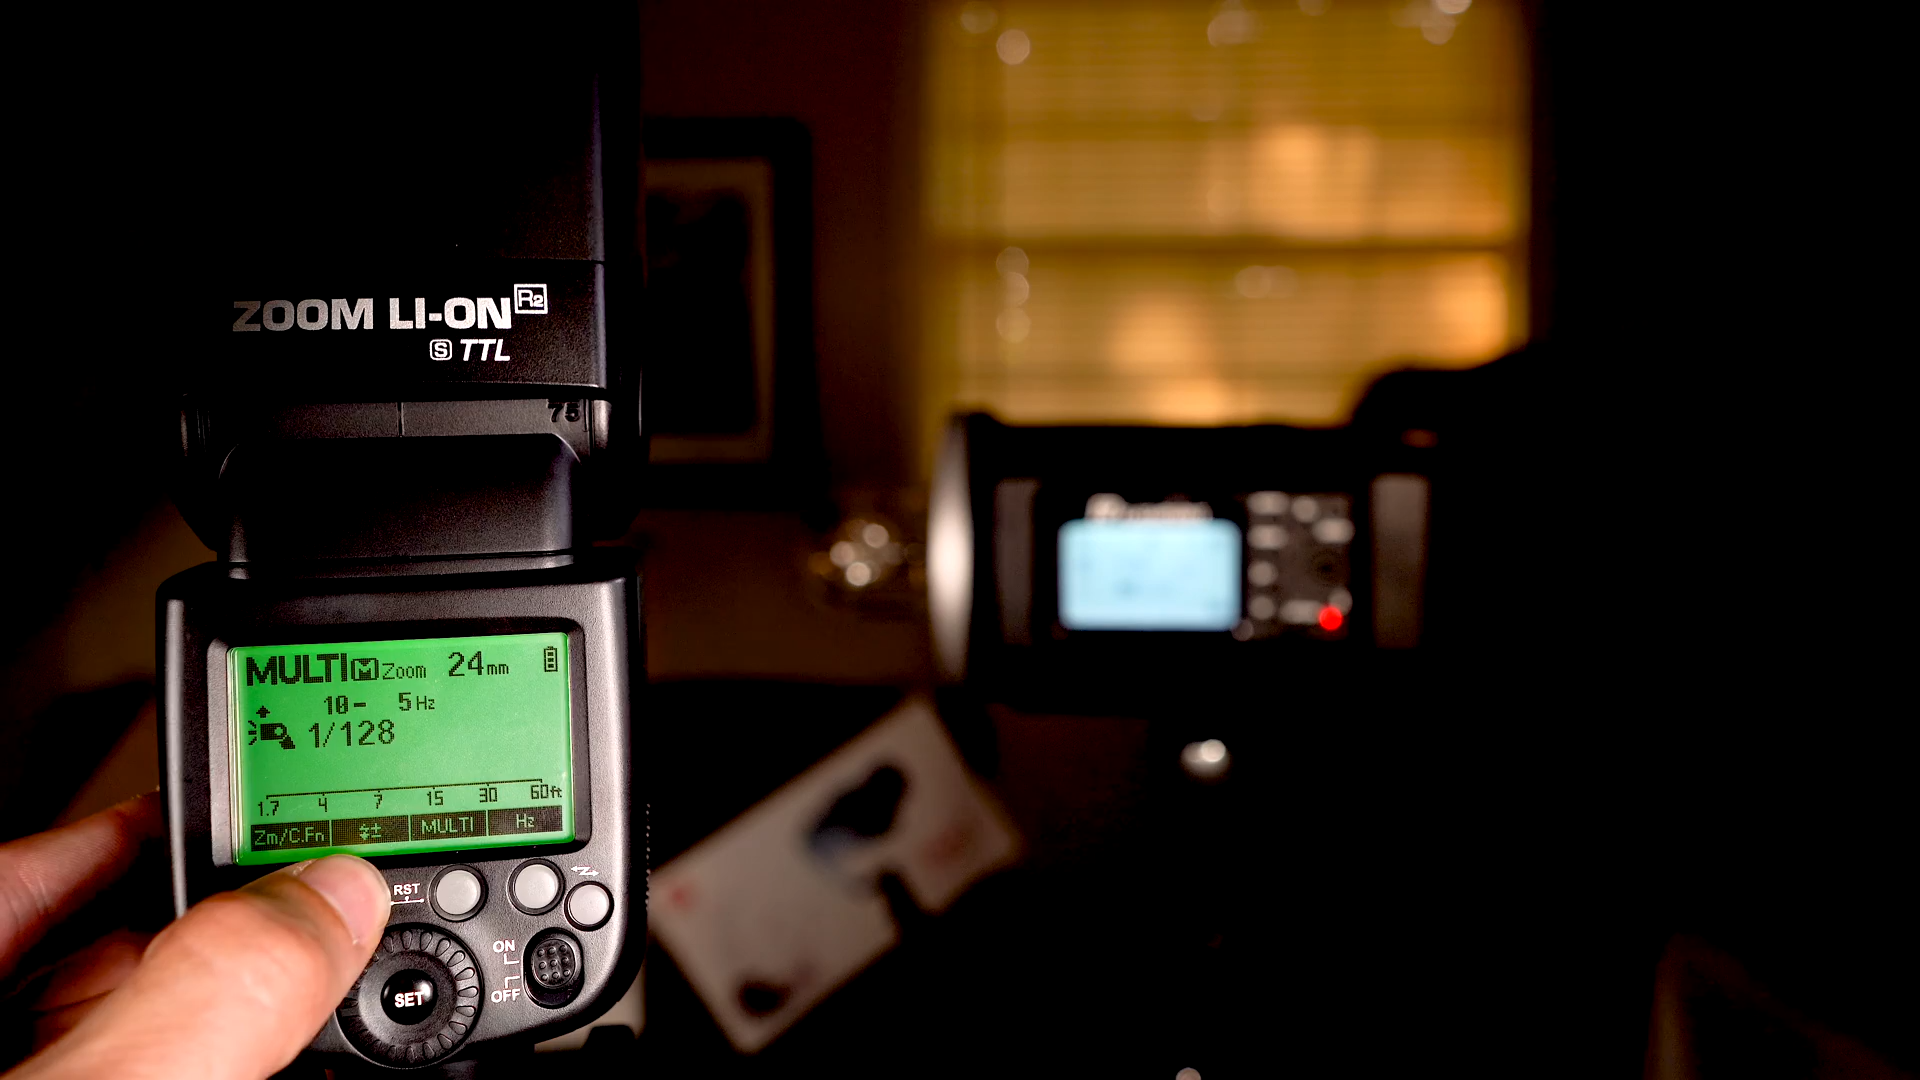 ZOOM LI-ON R2
S TTL
75
MULTI M Zoom 24mm
10- 5Hz
1/128
1.7 4 7 15 30 60ft
Zm/C.Fn MULTI Hz
RST
ON
SET
OFF